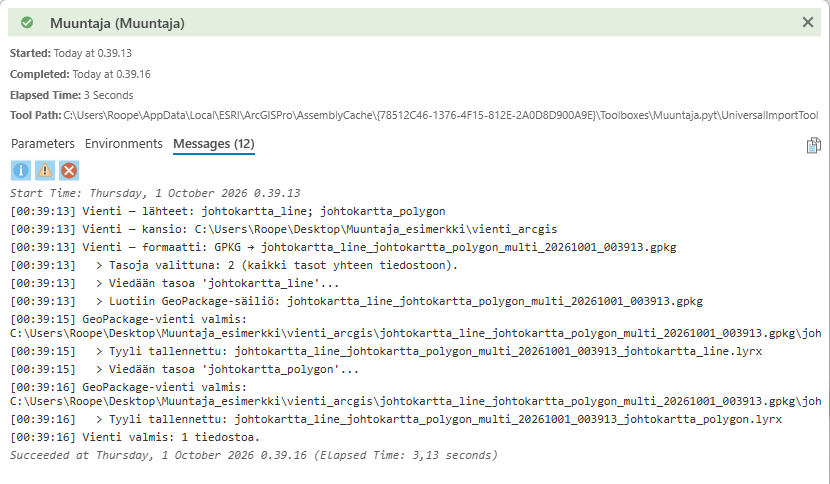 Muuntaja (Muuntaja)
Started: Today at 0.39.13
Completed: Today at 0.39.16
Elapsed Time: 3 Seconds
Tool Path: C:\Users\Roope\AppData\Local\ESRI\ArcGISPro\AssemblyCache\{78512C46-1376-4F15-812E-2A0D8D900A9E}\Toolboxes\Muuntaja.pyt\UniversalImportTool
Parameters Environments Messages (12)
Start Time: Thursday, 1 October 2026 0.39.13
[00:39:13] Vienti – lähteet: johtokartta_line; johtokartta_polygon
[00:39:13] Vienti – kansio: C:\Users\Roope\Desktop\Muuntaja_esimerkki\vienti_arcgis
[00:39:13] Vienti – formaatti: GPKG → johtokartta_line_johtokartta_polygon_multi_20261001_003913.gpkg
[00:39:13] > Tasoja valittuna: 2 (kaikki tasot yhteen tiedostoon).
[00:39:13] > Viedään tasoa 'johtokartta_line'...
[00:39:13] > Luotiin GeoPackage-säiliö: johtokartta_line_johtokartta_polygon_multi_20261001_003913.gpkg
[00:39:15] GeoPackage-vienti valmis:
C:\Users\Roope\Desktop\Muuntaja_esimerkki\vienti_arcgis\johtokartta_line_johtokartta_polygon_multi_20261001_003913.gpkg\joh
[00:39:15] > Tyyli tallennettu: johtokartta_line_johtokartta_polygon_multi_20261001_003913_johtokartta_line.lyrx
[00:39:15] > Viedään tasoa 'johtokartta_polygon'...
[00:39:16] GeoPackage-vienti valmis:
C:\Users\Roope\Desktop\Muuntaja_esimerkki\vienti_arcgis\johtokartta_line_johtokartta_polygon_multi_20261001_003913.gpkg\joh
[00:39:16] > Tyyli tallennettu: johtokartta_line_johtokartta_polygon_multi_20261001_003913_johtokartta_polygon.lyrx
[00:39:16] Vienti valmis: 1 tiedostoa.
Succeeded at Thursday, 1 October 2026 0.39.16 (Elapsed Time: 3,13 seconds)